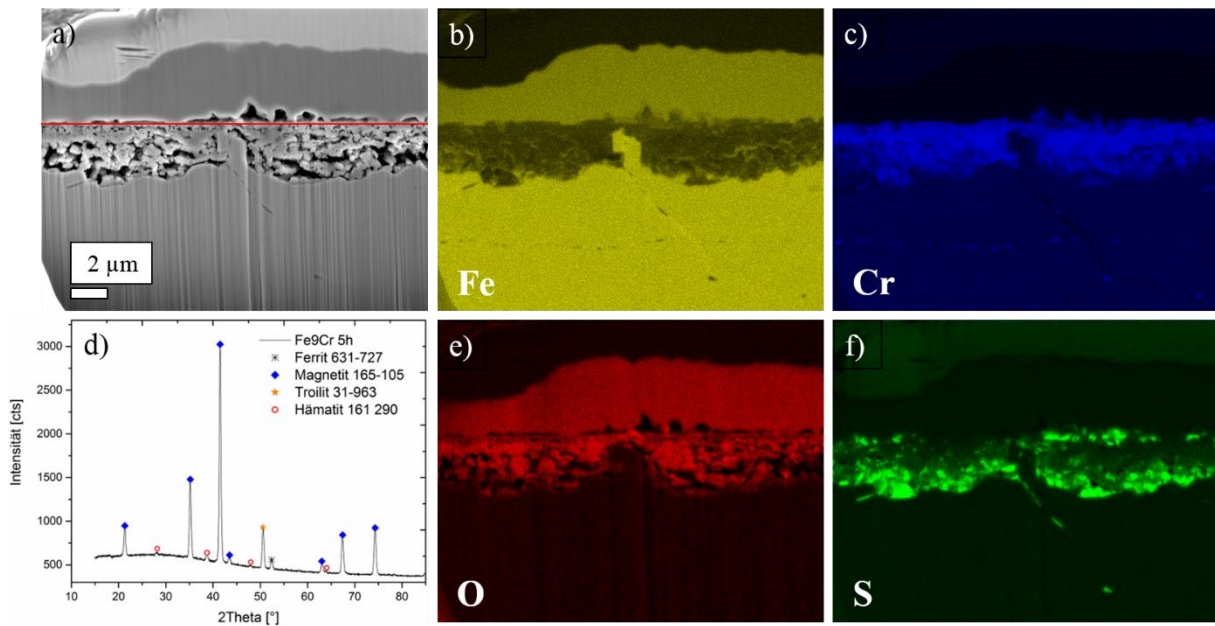 a)
2 µm
b)
Fe
c)
Cr
d)
Fe9Cr 5h
Ferrit 631-727
Magnetit 165-105
Troilit 31-963
Hämatit 161 290
Intensität [cts]
3000
2500
2000
1500
1000
500
10 20 30 40 50 60 70 80
2Theta [°]
e)
O
f)
S